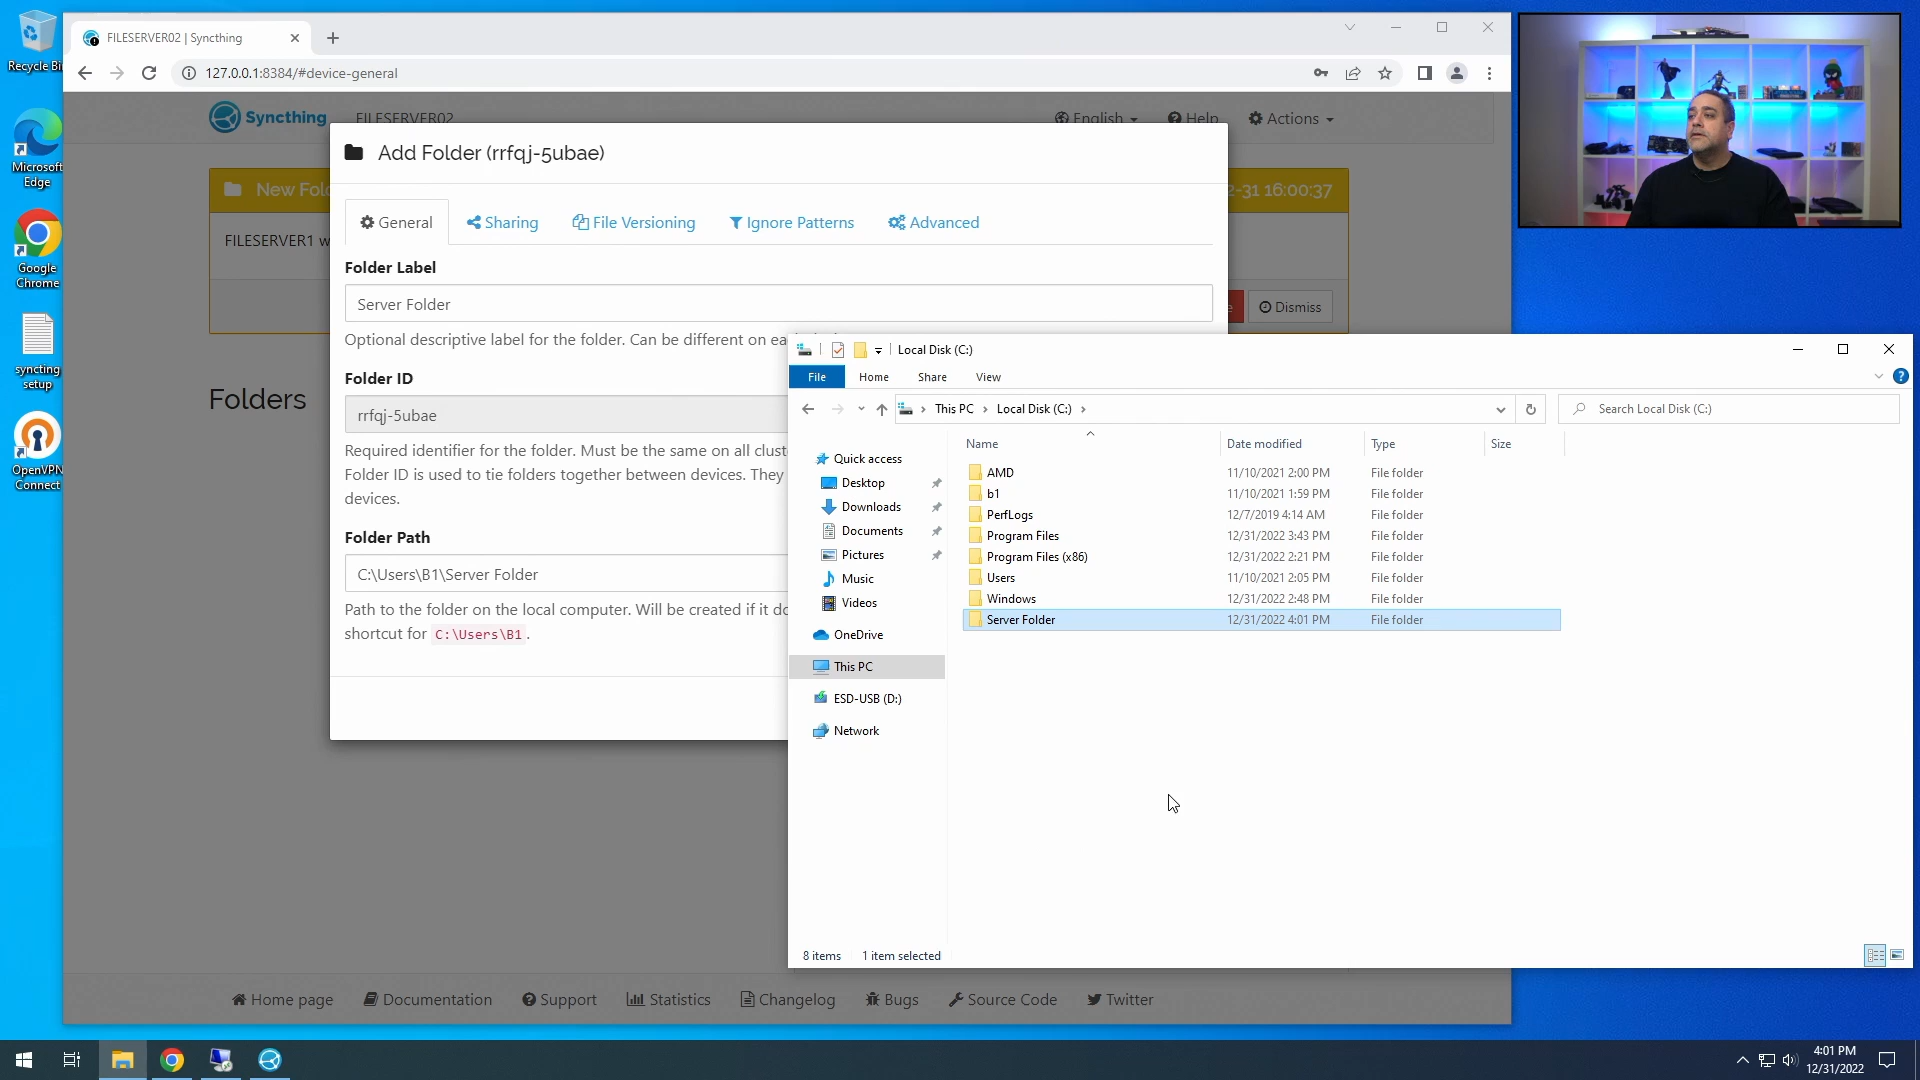 Recycle Bi
Microsoft
Edge
Google
Chrome
syncting
setup
OpenVPN
Connect
FILESERVER02 | Syncthing
127.0.0.1:8384/#device-general
Syncthing
FILESERVER02
English
Help
Actions
New Fol
2-31 16:00:37
FILESERVER1 w
Dismiss
Folders
Add Folder (rrfqj-5ubae)
General
Sharing
File Versioning
Ignore Patterns
Advanced
Folder Label
Server Folder
Optional descriptive label for the folder. Can be different on ea
Folder ID
rrfqj-5ubae
Required identifier for the folder. Must be the same on all clust
Folder ID is used to tie folders together between devices. They
devices.
Folder Path
C:\Users\B1\Server Folder
Path to the folder on the local computer. Will be created if it do
shortcut for C:\Users\B1.
Local Disk (C:)
File
Home
Share
View
This PC
Local Disk (C:)
Search Local Disk (C:)
Quick access
Desktop
Downloads
Documents
Pictures
Music
Videos
OneDrive
This PC
ESD-USB (D:)
Network
Name Date modified Type Size
AMD 11/10/2021 2:00 PM File folder
b1 11/10/2021 1:59 PM File folder
PerfLogs 12/7/2019 4:14 AM File folder
Program Files 12/31/2022 3:43 PM File folder
Program Files (x86) 12/31/2022 2:21 PM File folder
Users 11/10/2021 2:05 PM File folder
Windows 12/31/2022 2:48 PM File folder
Server Folder 12/31/2022 4:01 PM File folder
8 items 1 item selected
Home page
Documentation
Support
Statistics
Changelog
Bugs
Source Code
Twitter
4:01 PM
12/31/2022